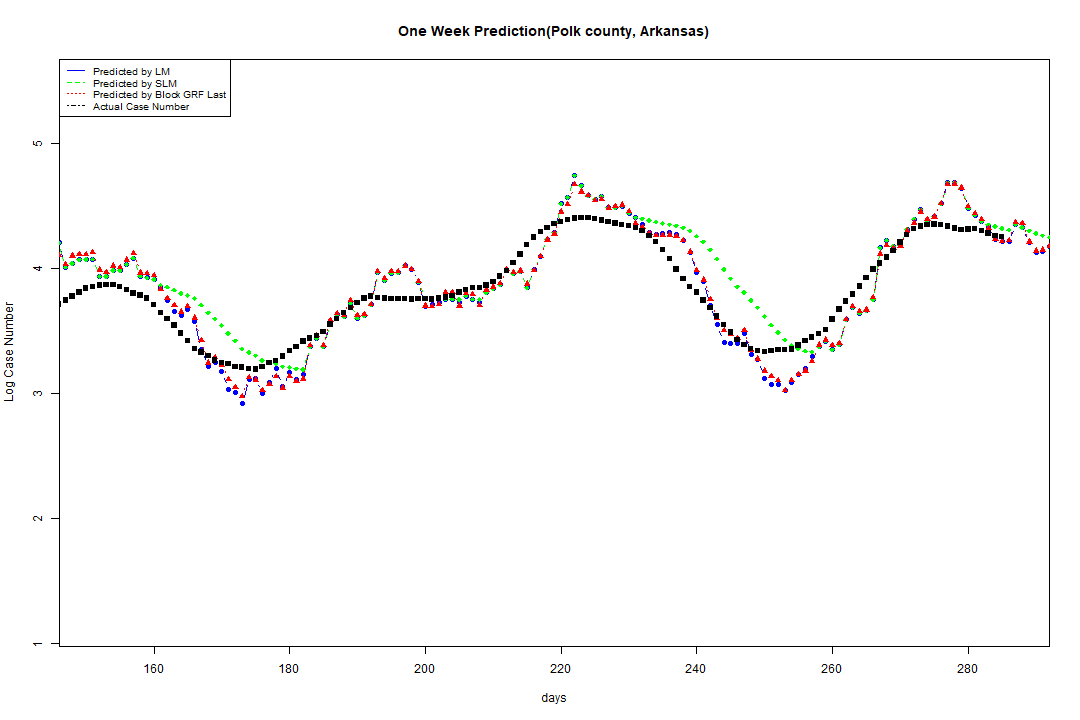 One Week Prediction(Polk county, Arkansas)
Predicted by LM
Predicted by SLM
Predicted by Block GRF Last
Actual Case Number
5
4
3
2
1
Log Case Number
160 180 200 220 240 260 280
days